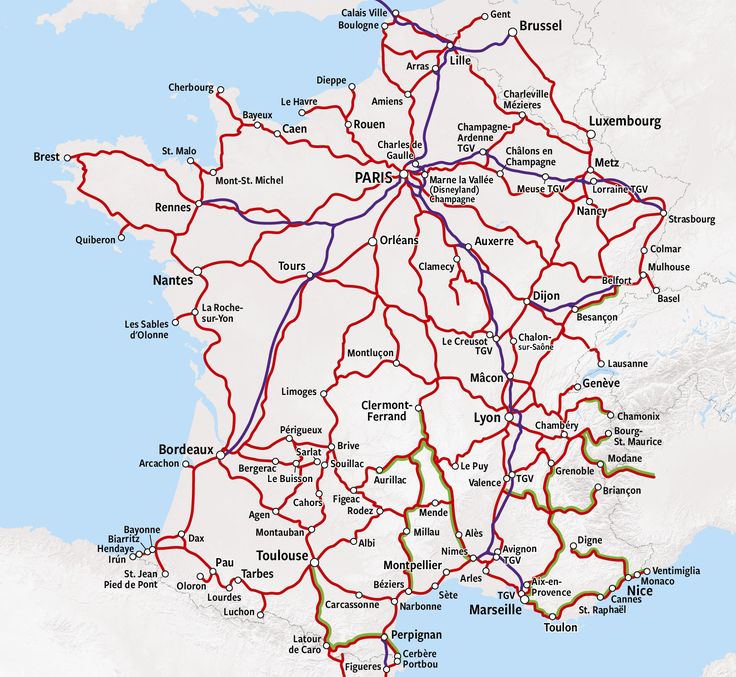 Calais Ville
Boulogne
Gent
Brussel
Lille
Arras
Dieppe
Cherbourg
Le Havre
Amiens
Charleville
Mézières
Bayeux
Caen
Rouen
Luxembourg
Champagne-
Ardenne
TGV
Charles de
Gaulle
Châlons en
Champagne
Brest
St. Malo
Mont-St. Michel
PARIS
Marne la Vallée
(Disneyland)
Champagne
Metz
Meuse TGV
Lorraine TGV
Rennes
Nancy
Strasbourg
Quiberon
Orléans
Auxerre
Colmar
Clamecy
Mulhouse
Nantes
Tours
Belfort
Basel
Dijon
Besançon
La Roche-
sur-Yon
Les Sables
d'Olonne
Le Creusot
TGV
Chalon-
sur-Saône
Montluçon
Lausanne
Mâcon
Genève
Limoges
Clermont-
Ferrand
Lyon
Chamonix
Chambéry
Bourg-
St. Maurice
Périgueux
Brive
Modane
Bordeaux
Sarlat
Souillac
Arcachon
Bergerac
Le Buisson
Aurillac
Le Puy
Valence
TGV
Grenoble
Briançon
Cahors
Figeac
Agen
Rodez
Mende
Bayonne
Biarritz
Hendaye
Irún
Dax
Montauban
Millau
Alès
Digne
Albi
Toulouse
Montpellier
Nimes
Avignon
TGV
Ventimiglia
Monaco
Nice
St. Jean
Pied de Pont
Pau
Tarbes
Oloron
Lourdes
Béziers
Arles
Aix-en-
Provence
TGV
Cannes
St. Raphaël
Luchon
Carcassonne
Narbonne
Sète
Marseille
Toulon
Latour
de Caro
Perpignan
Cerbère
Portbou
Figueres